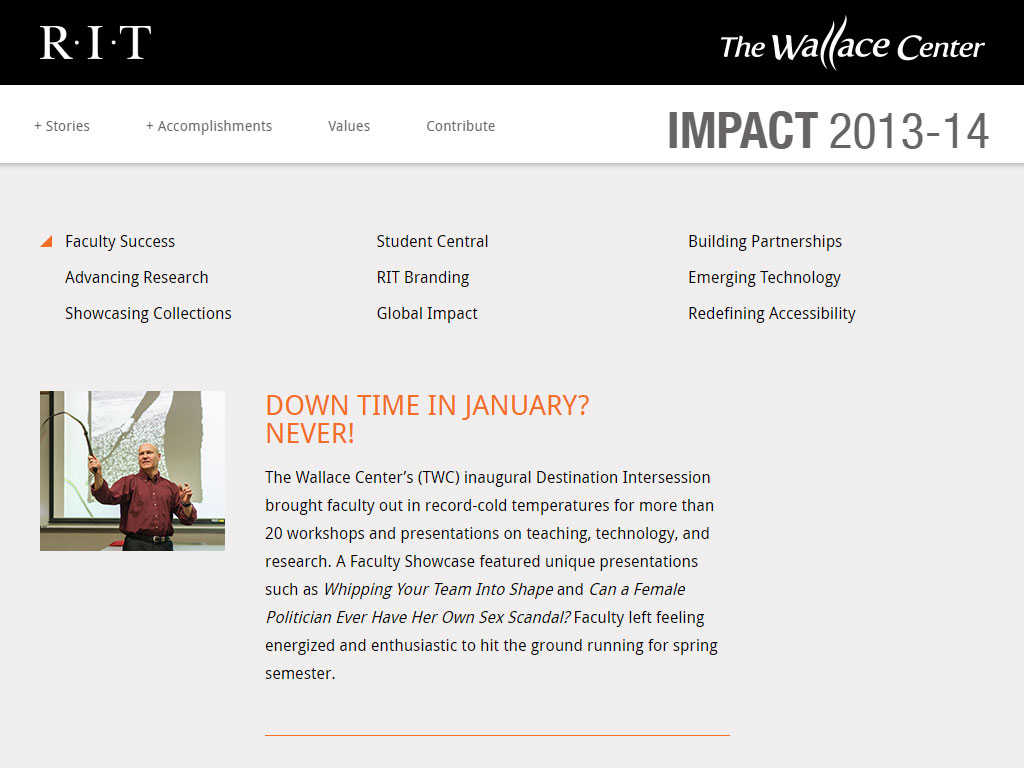 R·I·T
The Wallace Center
+ Stories
+ Accomplishments
Values
Contribute
IMPACT 2013-14
Faculty Success
Student Central
Building Partnerships
Advancing Research
RIT Branding
Emerging Technology
Showcasing Collections
Global Impact
Redefining Accessibility
DOWN TIME IN JANUARY?
NEVER!
The Wallace Center’s (TWC) inaugural Destination Intersession
brought faculty out in record-cold temperatures for more than
20 workshops and presentations on teaching, technology, and
research. A Faculty Showcase featured unique presentations
such as Whipping Your Team Into Shape and Can a Female
Politician Ever Have Her Own Sex Scandal? Faculty left feeling
energized and enthusiastic to hit the ground running for spring
semester.